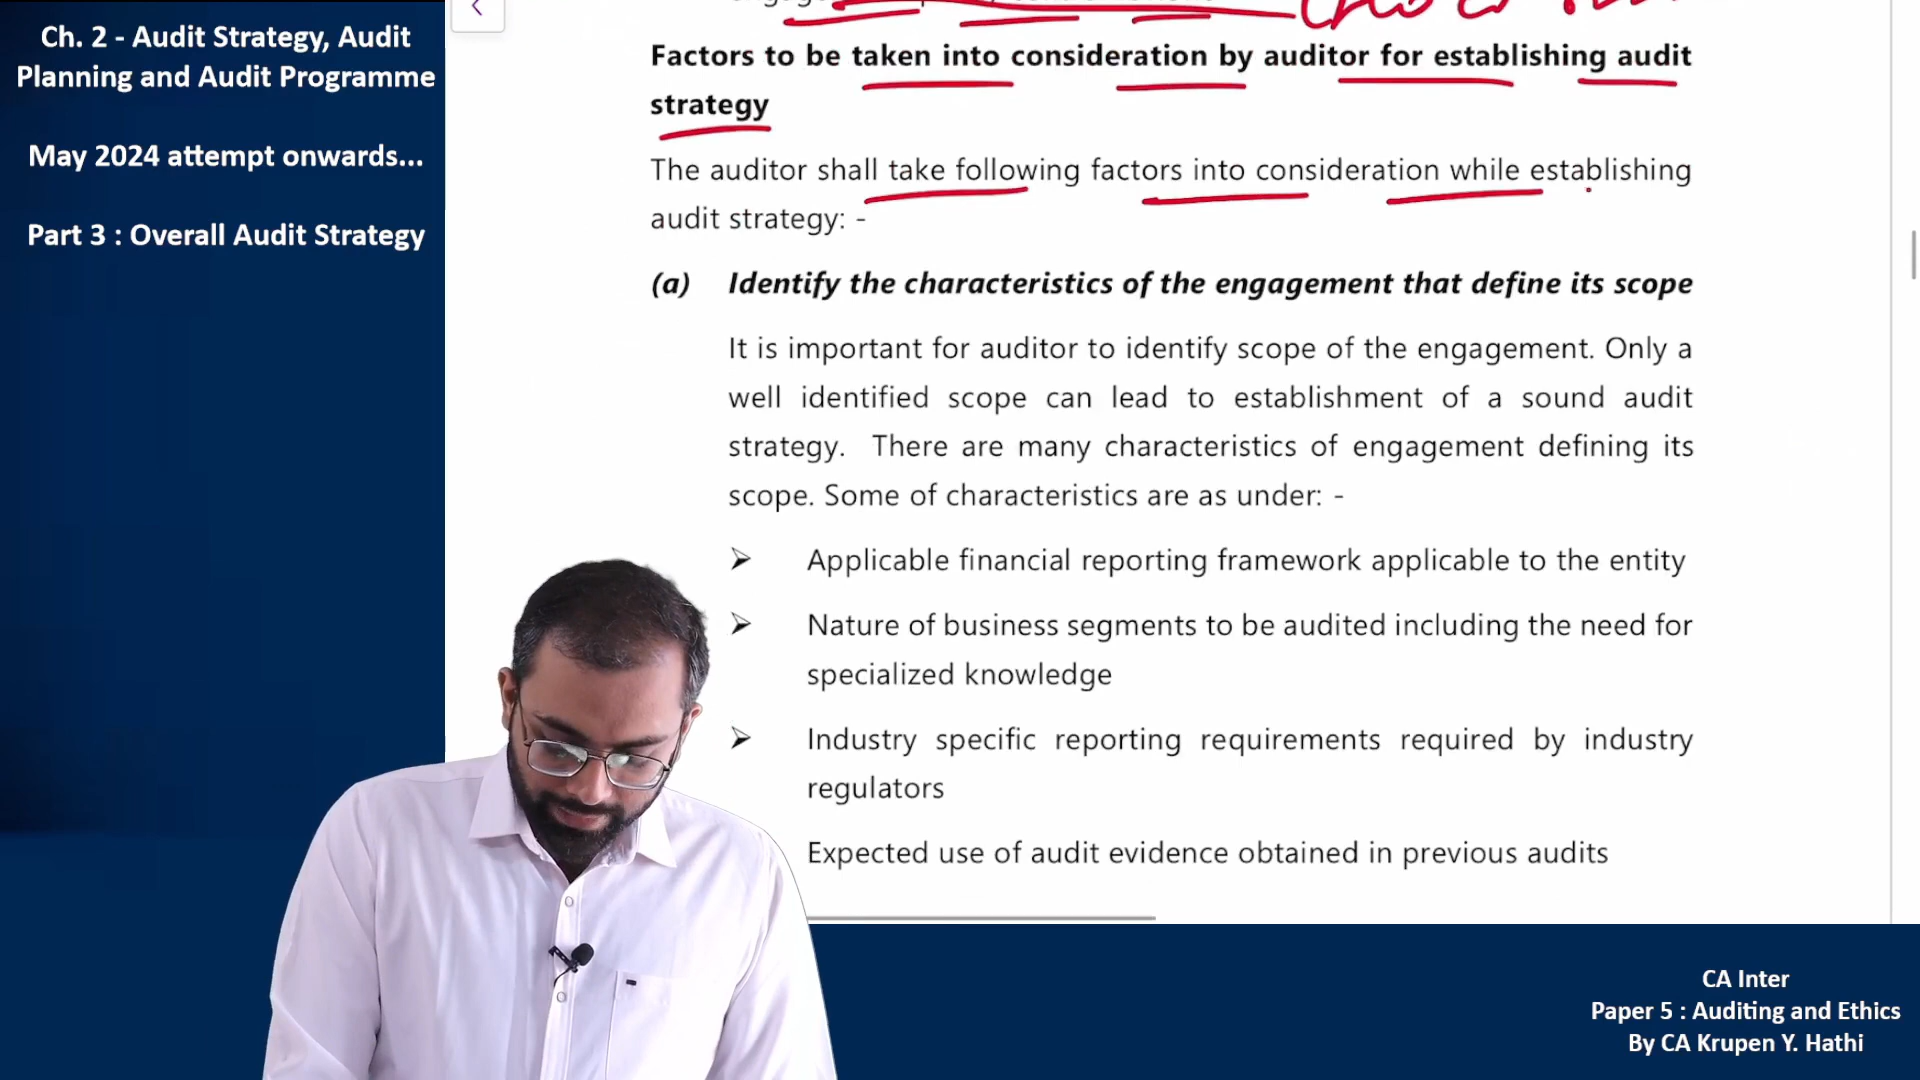 Ch. 2 - Audit Strategy, Audit
Planning and Audit Programme
May 2024 attempt onwards...
Part 3 : Overall Audit Strategy
Factors to be taken into consideration by auditor for establishing audit
strategy
The auditor shall take following factors into consideration while establishing
audit strategy: -
(a) Identify the characteristics of the engagement that define its scope
It is important for auditor to identify scope of the engagement. Only a
well identified scope can lead to establishment of a sound audit
strategy. There are many characteristics of engagement defining its
scope. Some of characteristics are as under: -
➤ Applicable financial reporting framework applicable to the entity
➤ Nature of business segments to be audited including the need for
specialized knowledge
➤ Industry specific reporting requirements required by industry
regulators
Expected use of audit evidence obtained in previous audits
CA Inter
Paper 5 : Auditing and Ethics
By CA Krupen Y. Hathi